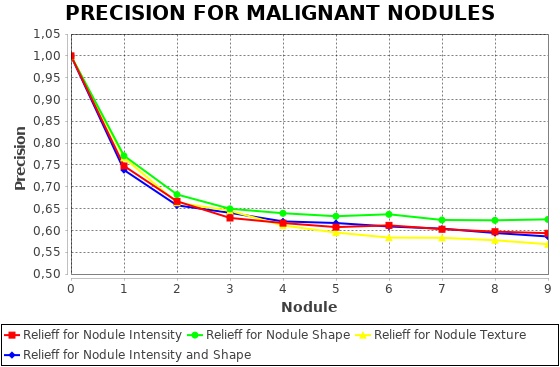 PRECISION FOR MALIGNANT NODULES
1,05
1,00
0,95
0,90
0,85
0,80
0,75
0,70
0,65
0,60
0,55
0,50
Precision
0 1 2 3 4 5 6 7 8 9
Nodule
Relieff for Nodule Intensity Relieff for Nodule Shape Relieff for Nodule Texture
Relieff for Nodule Intensity and Shape